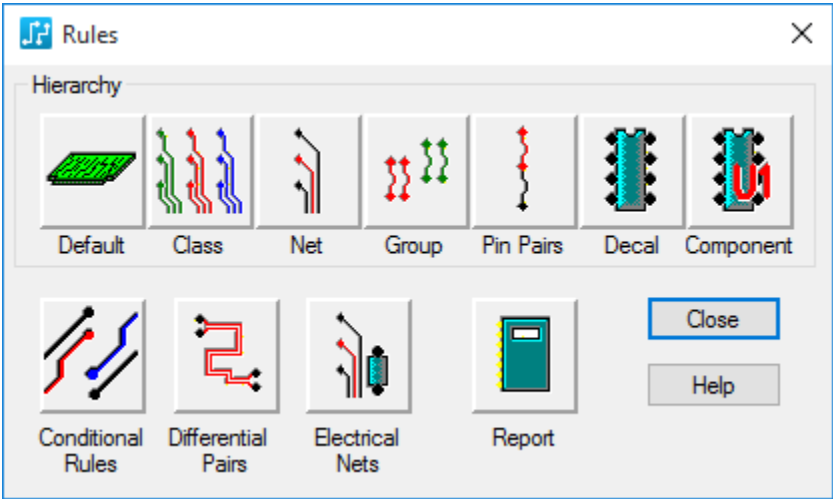 Rules
Hierarchy
U1
Default Class Net Group Pin Pairs Decal Component
Close
Help
Conditional Rules
Differential Pairs
Electrical Nets
Report